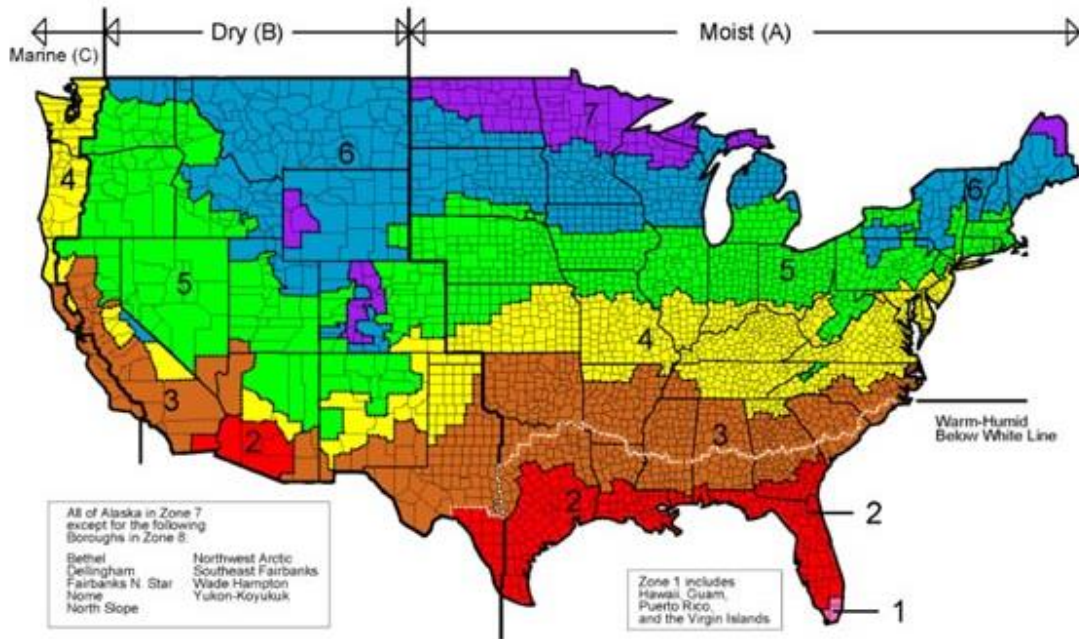 Marine (C)
Dry (B)
Moist (A)
7
6
6
4
5
5
4
3
3
2
2
2
1
Warm-Humid
Below White Line
All of Alaska in Zone 7
except for the following
Boroughs in Zone 8:
Bethel
Dellingham
Fairbanks N. Star
Nome
North Slope
Northwest Arctic
Southeast Fairbanks
Wade Hampton
Yukon-Koyukuk
Zone 1 includes
Hawaii, Guam,
Puerto Rico,
and the Virgin Islands